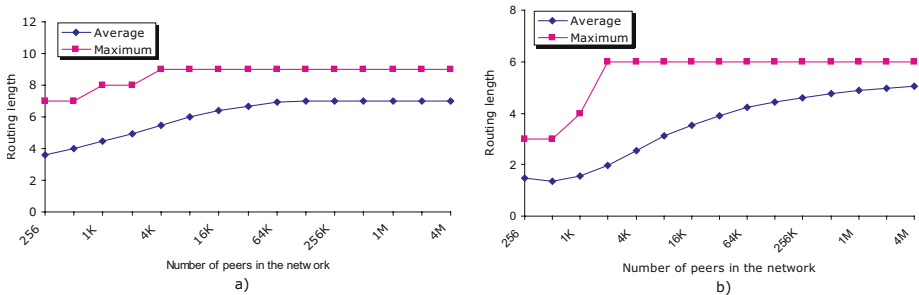 12
10
8
6
4
2
0
Routing length
Average
Maximum
256
1K
4K
16K
64K
256K
1M
4M
Number of peers in the network
a)
8
6
4
2
0
Routing length
Average
Maximum
256
1K
4K
16K
64K
256K
1M
4M
Number of peers in the network
b)